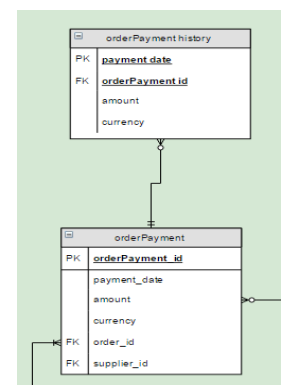 orderPayment history
PK payment date
FK orderPayment id
amount
currency
orderPayment
PK orderPayment_id
payment_date
amount
currency
FK order_id
FK supplier_id